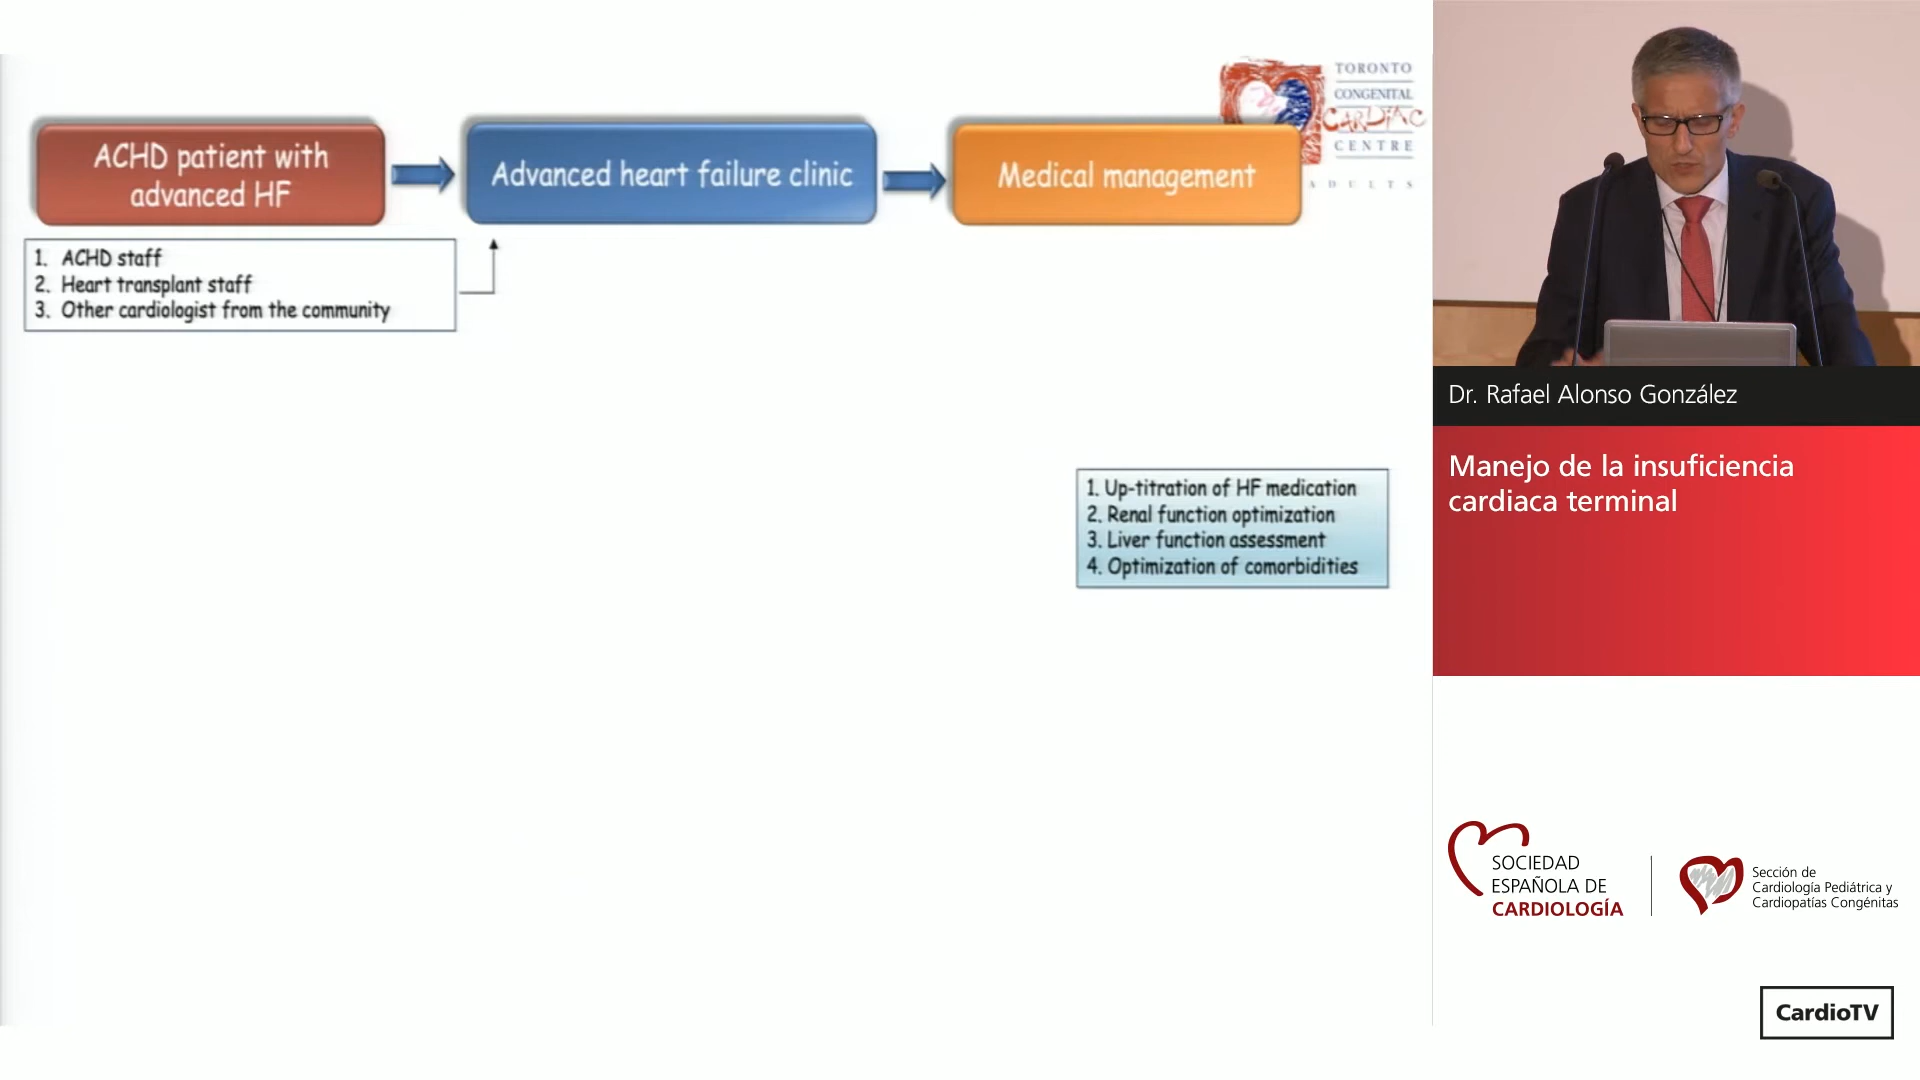 ACHD patient with
advanced HF
Advanced heart failure clinic
Medical management
TORONTO
CONGENITAL
CARDIAC
CENTRE
ADULTS
1. ACHD staff
2. Heart transplant staff
3. Other cardiologist from the community
1. Up-titration of HF medication
2. Renal function optimization
3. Liver function assessment
4. Optimization of comorbidities
Dr. Rafael Alonso González
Manejo de la insuficiencia
cardiaca terminal
SOCIEDAD
ESPAÑOLA DE
CARDIOLOGÍA
Sección de
Cardiología Pediátrica y
Cardiopatías Congénitas
CardioTV